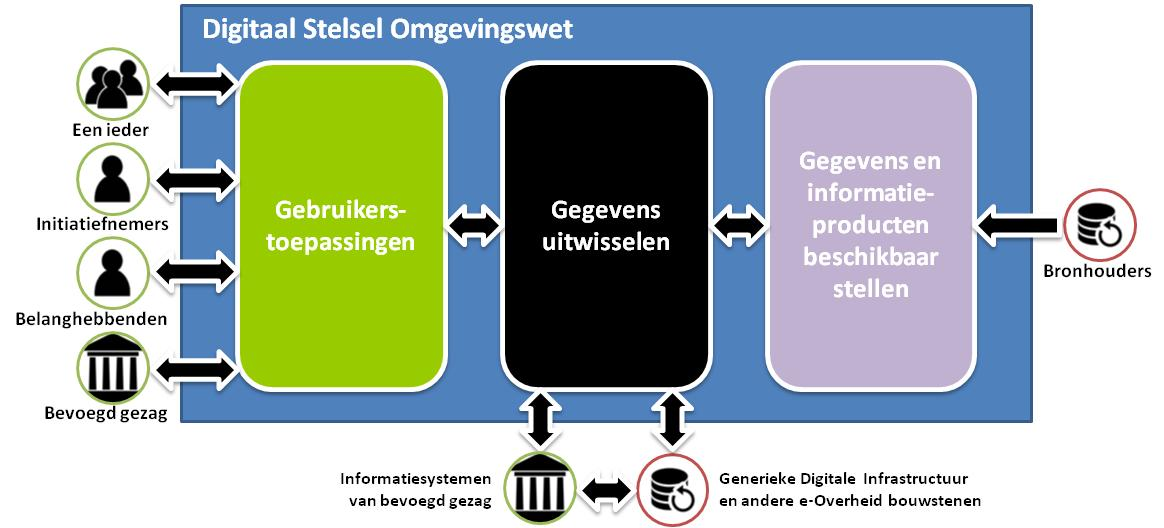 Digitaal Stelsel Omgevingswet
Een ieder
Initiatiefnemers
Belanghebbenden
Bevoegd gezag
Gebruikers-
toepassingen
Gegevens
uitwisselen
Gegevens en
informatie-
producten
beschikbaar
stellen
Bronhouders
Informatiesystemen
van bevoegd gezag
Generieke Digitale Infrastructuur
en andere e-Overheid bouwstenen